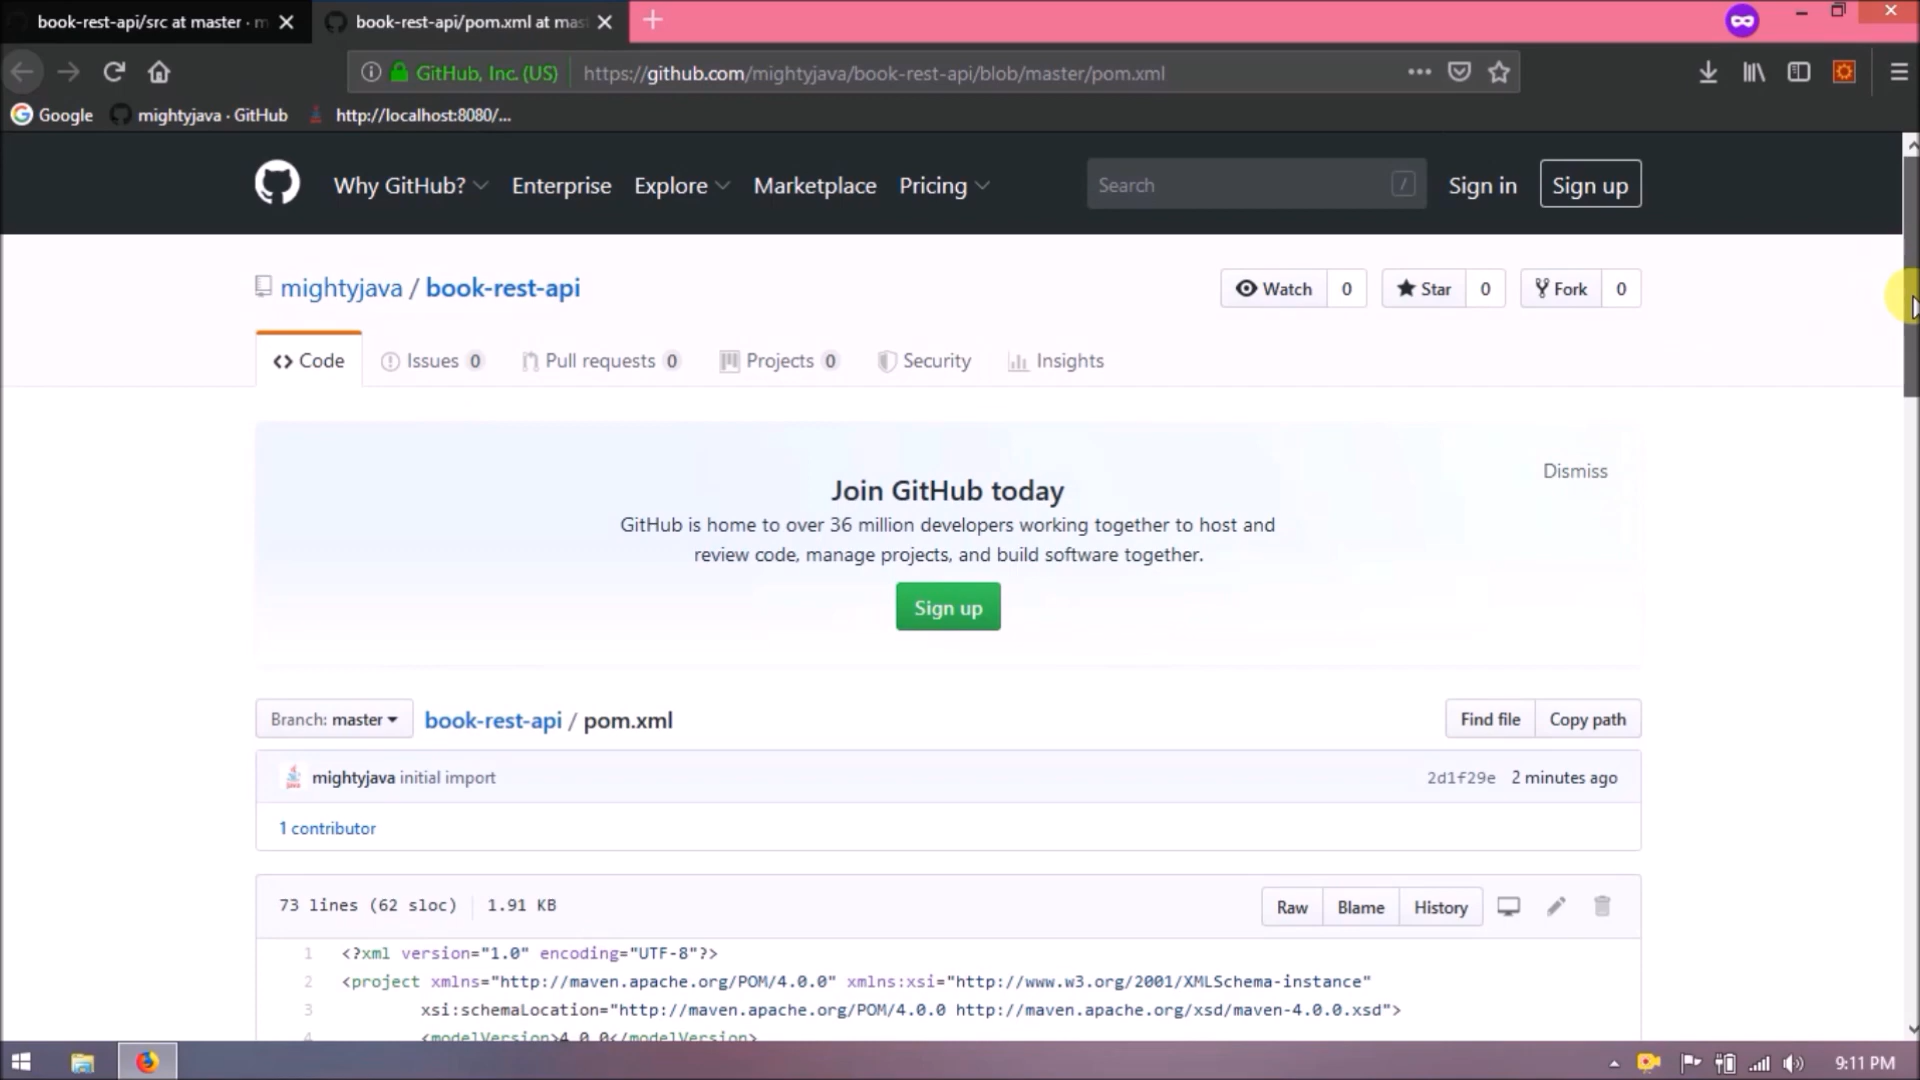 book-rest-api/src at master · m
book-rest-api/pom.xml at mas
GitHub, Inc. (US) https://github.com/mightyjava/book-rest-api/blob/master/pom.xml
Google mightyjava · GitHub http://localhost:8080/...
Why GitHub? Enterprise Explore Marketplace Pricing Search / Sign in Sign up
mightyjava / book-rest-api Watch 0 Star 0 Fork 0
Code Issues 0 Pull requests 0 Projects 0 Security Insights
Dismiss
Join GitHub today
GitHub is home to over 36 million developers working together to host and
review code, manage projects, and build software together.
Sign up
Branch: master book-rest-api / pom.xml Find file Copy path
mightyjava initial import 2d1f29e 2 minutes ago
1 contributor
73 lines (62 sloc) 1.91 KB Raw Blame History
1 <?xml version="1.0" encoding="UTF-8"?>
2 <project xmlns="http://maven.apache.org/POM/4.0.0" xmlns:xsi="http://www.w3.org/2001/XMLSchema-instance"
3 xsi:schemaLocation="http://maven.apache.org/POM/4.0.0 http://maven.apache.org/xsd/maven-4.0.0.xsd">
4 <modelVersion>4.0.0</modelVersion>
9:11 PM